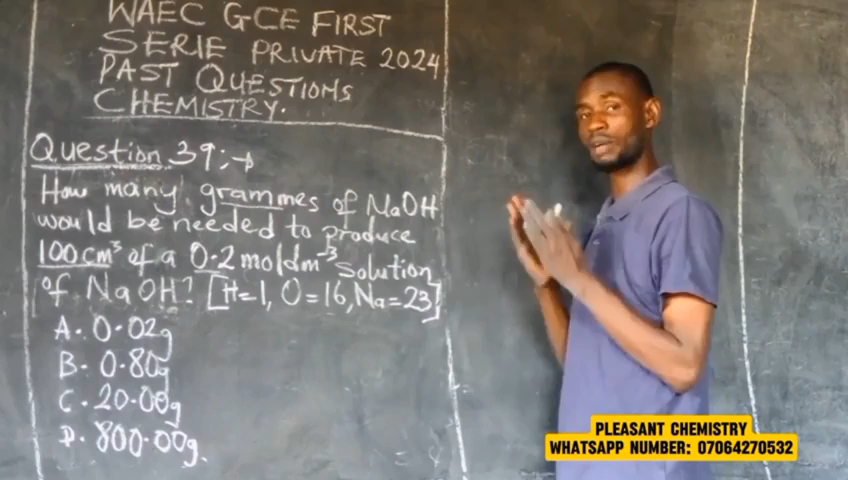 WAEC GCE FIRST
SERIE PRIVATE 2024
PAST QUESTIONS
CHEMISTRY.
Question 39:→
How many grammes of NaOH
would be needed to produce
100cm³ of a 0.2 moldm⁻³ solution
of NaOH? [H=1, O=16, Na=23]
A. 0.02g
B. 0.80g
C. 20.00g
D. 800.00g.
PLEASANT CHEMISTRY
WHATSAPP NUMBER: 07064270532